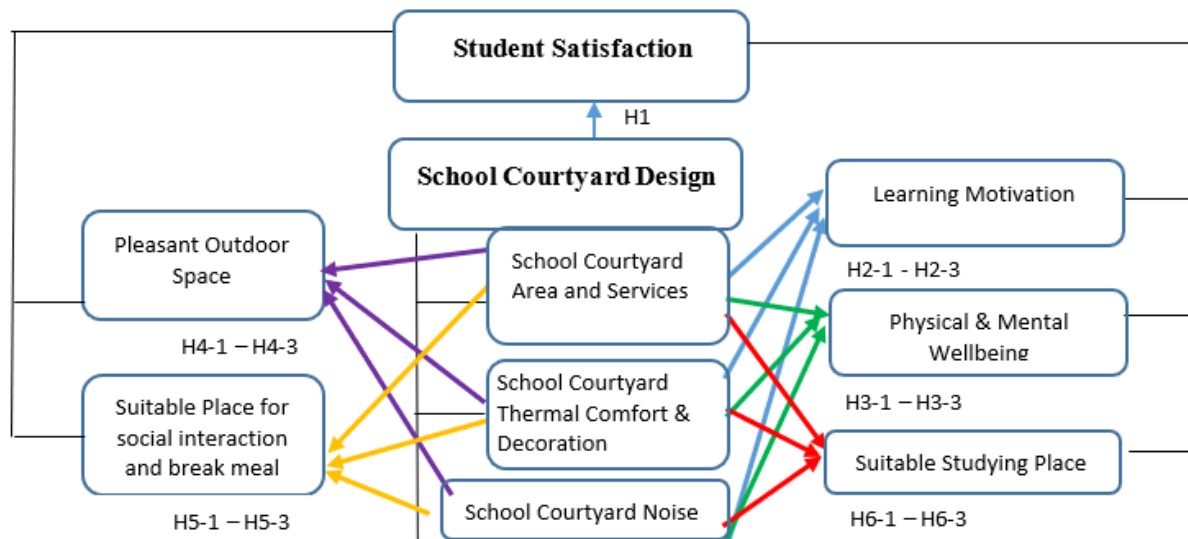 Student Satisfaction
H1
School Courtyard Design
Learning Motivation
H2-1 - H2-3
Pleasant Outdoor
Space
H4-1 – H4-3
School Courtyard
Area and Services
Physical & Mental
Wellbeing
H3-1 – H3-3
Suitable Place for
social interaction
and break meal
H5-1 – H5-3
School Courtyard
Thermal Comfort &
Decoration
Suitable Studying Place
H6-1 – H6-3
School Courtyard Noise